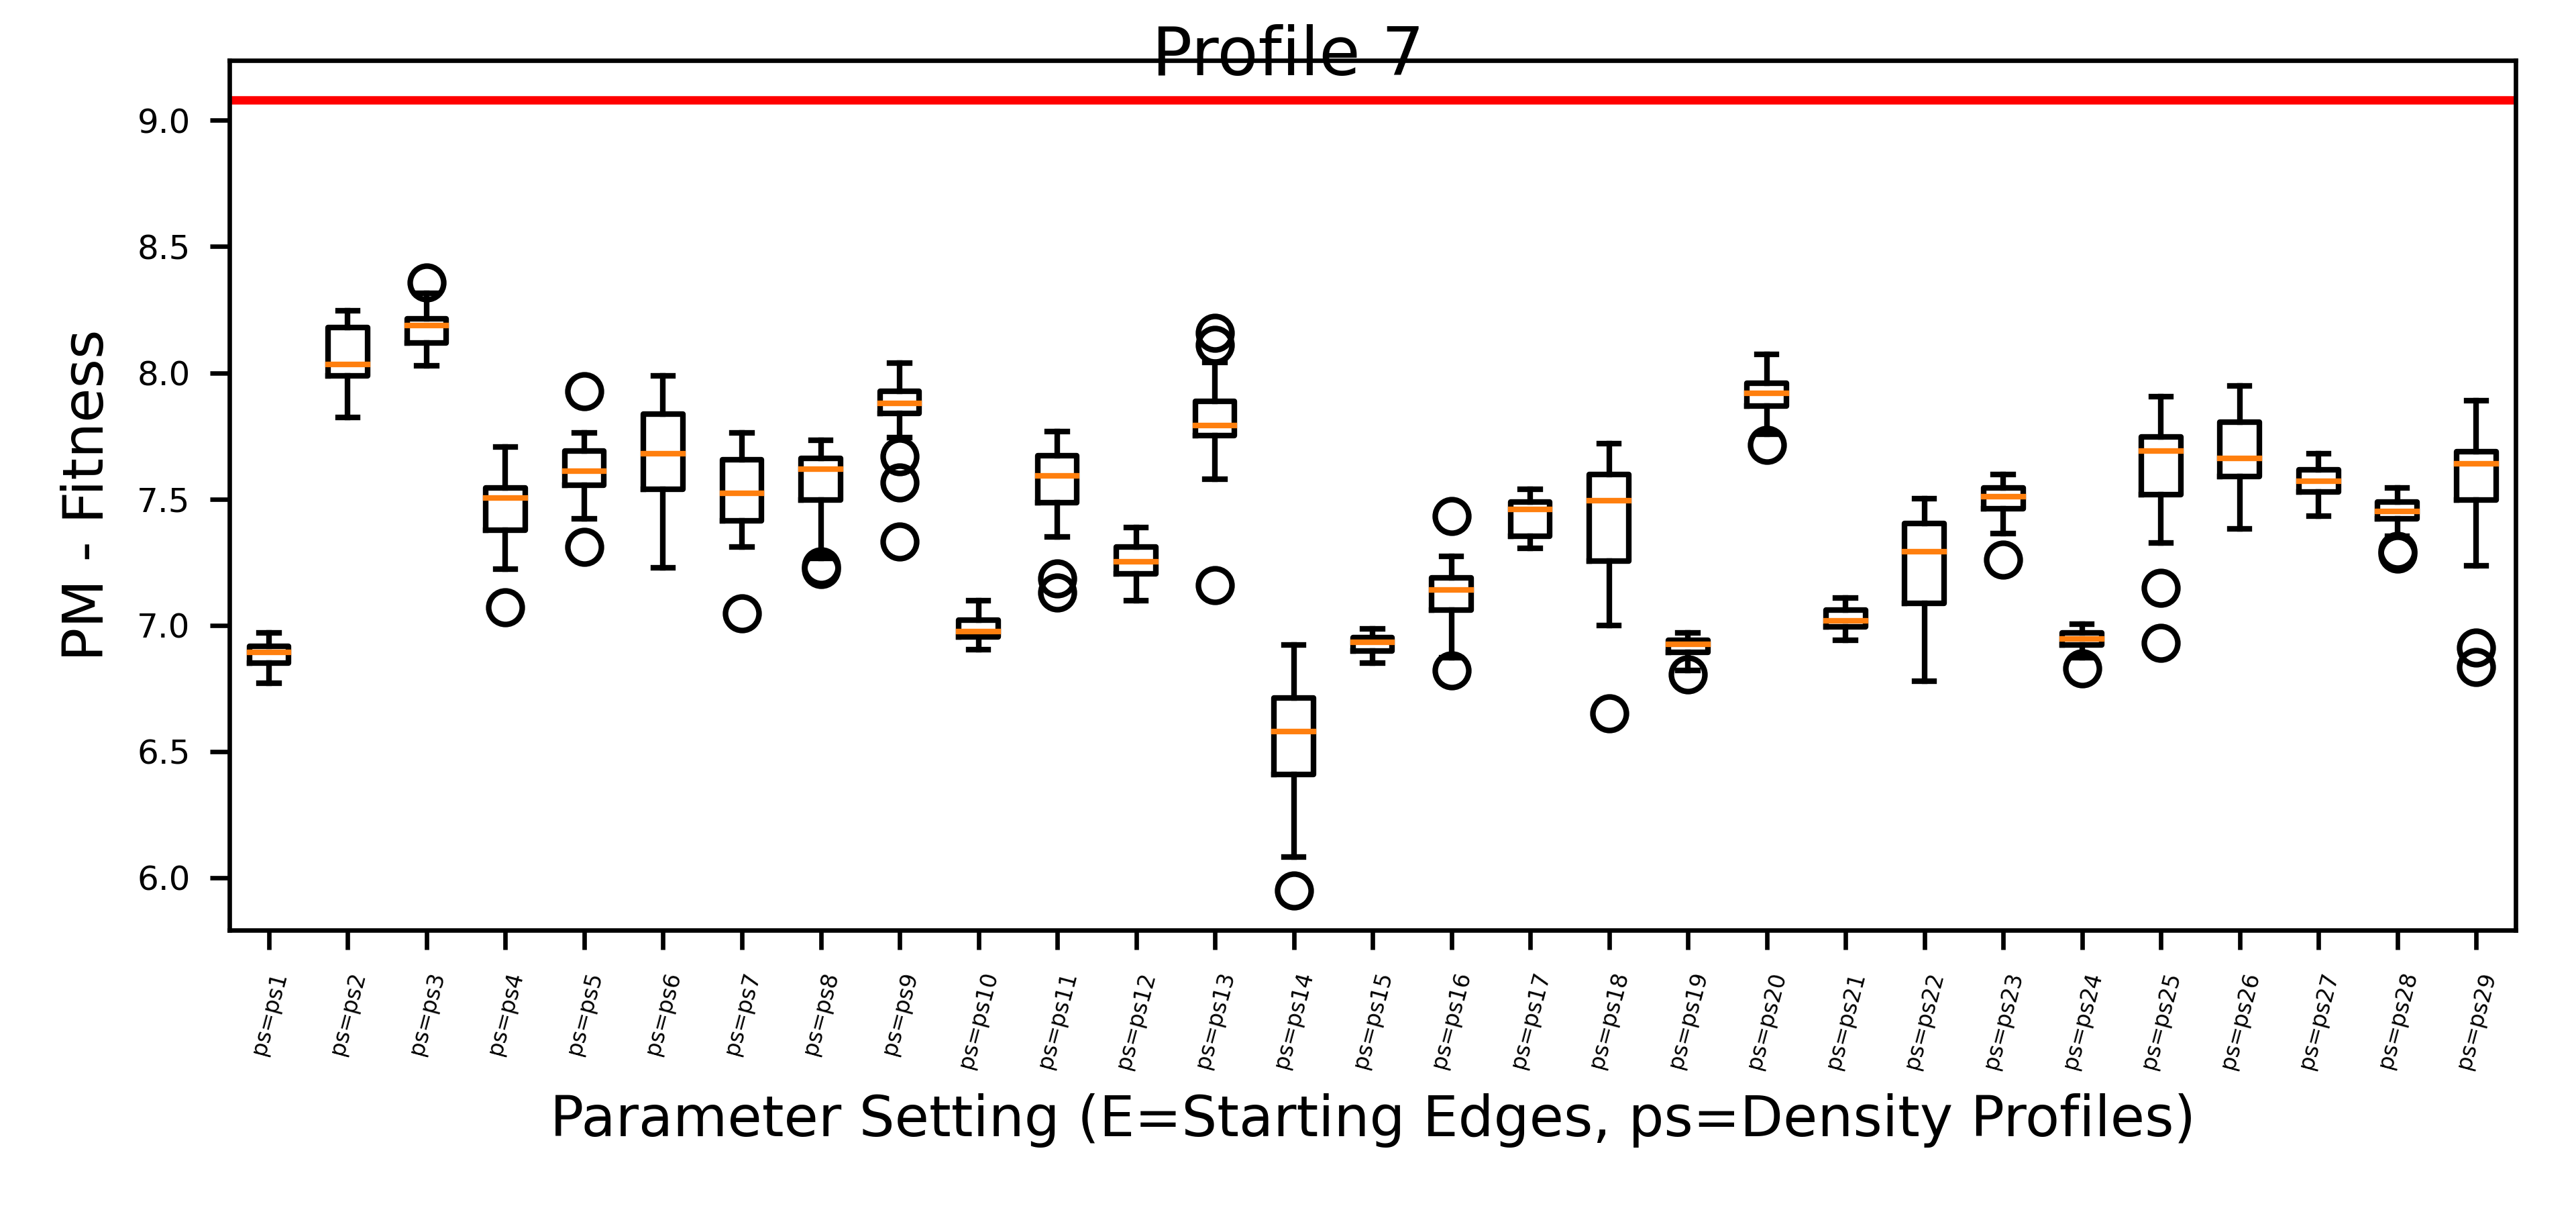 Profile 7
PM - Fitness
9.0
8.5
8.0
7.5
7.0
6.5
6.0
ps=ps1
ps=ps2
ps=ps3
ps=ps4
ps=ps5
ps=ps6
ps=ps7
ps=ps8
ps=ps9
ps=ps10
ps=ps11
ps=ps12
ps=ps13
ps=ps14
ps=ps15
ps=ps16
ps=ps17
ps=ps18
ps=ps19
ps=ps20
ps=ps21
ps=ps22
ps=ps23
ps=ps24
ps=ps25
ps=ps26
ps=ps27
ps=ps28
ps=ps29
Parameter Setting (E=Starting Edges, ps=Density Profiles)